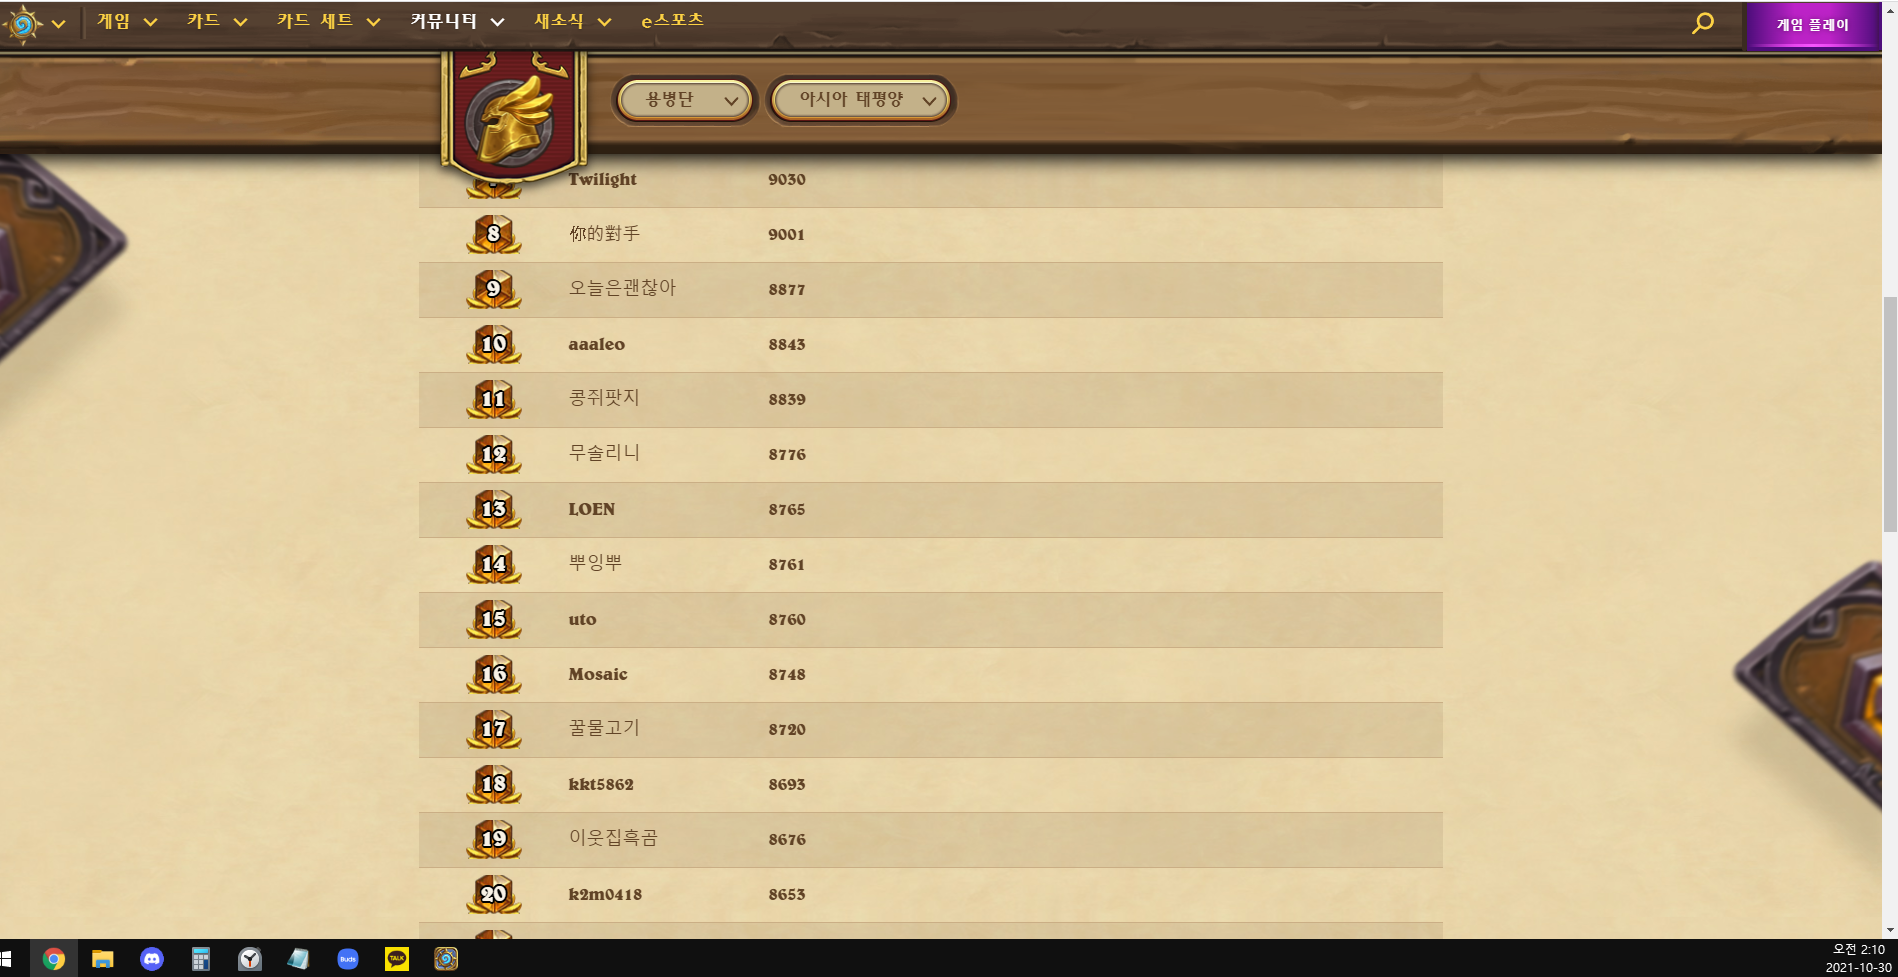 게임 카드 카드 세트 커뮤니티 새소식 e스포츠 게임 플레이
용병단 아시아 태평양
Twilight 9030
8 你的對手 9001
9 오늘은괜찮아 8877
10 aaaleo 8843
11 콩쥐팟지 8839
12 무솔리니 8776
13 LOEN 8765
14 뿌잉뿌 8761
15 uto 8760
16 Mosaic 8748
17 꿀물고기 8720
18 kkt5862 8693
19 이웃집흑곰 8676
20 k2m0418 8653
Buds TALK
오전 2:10
2021-10-30